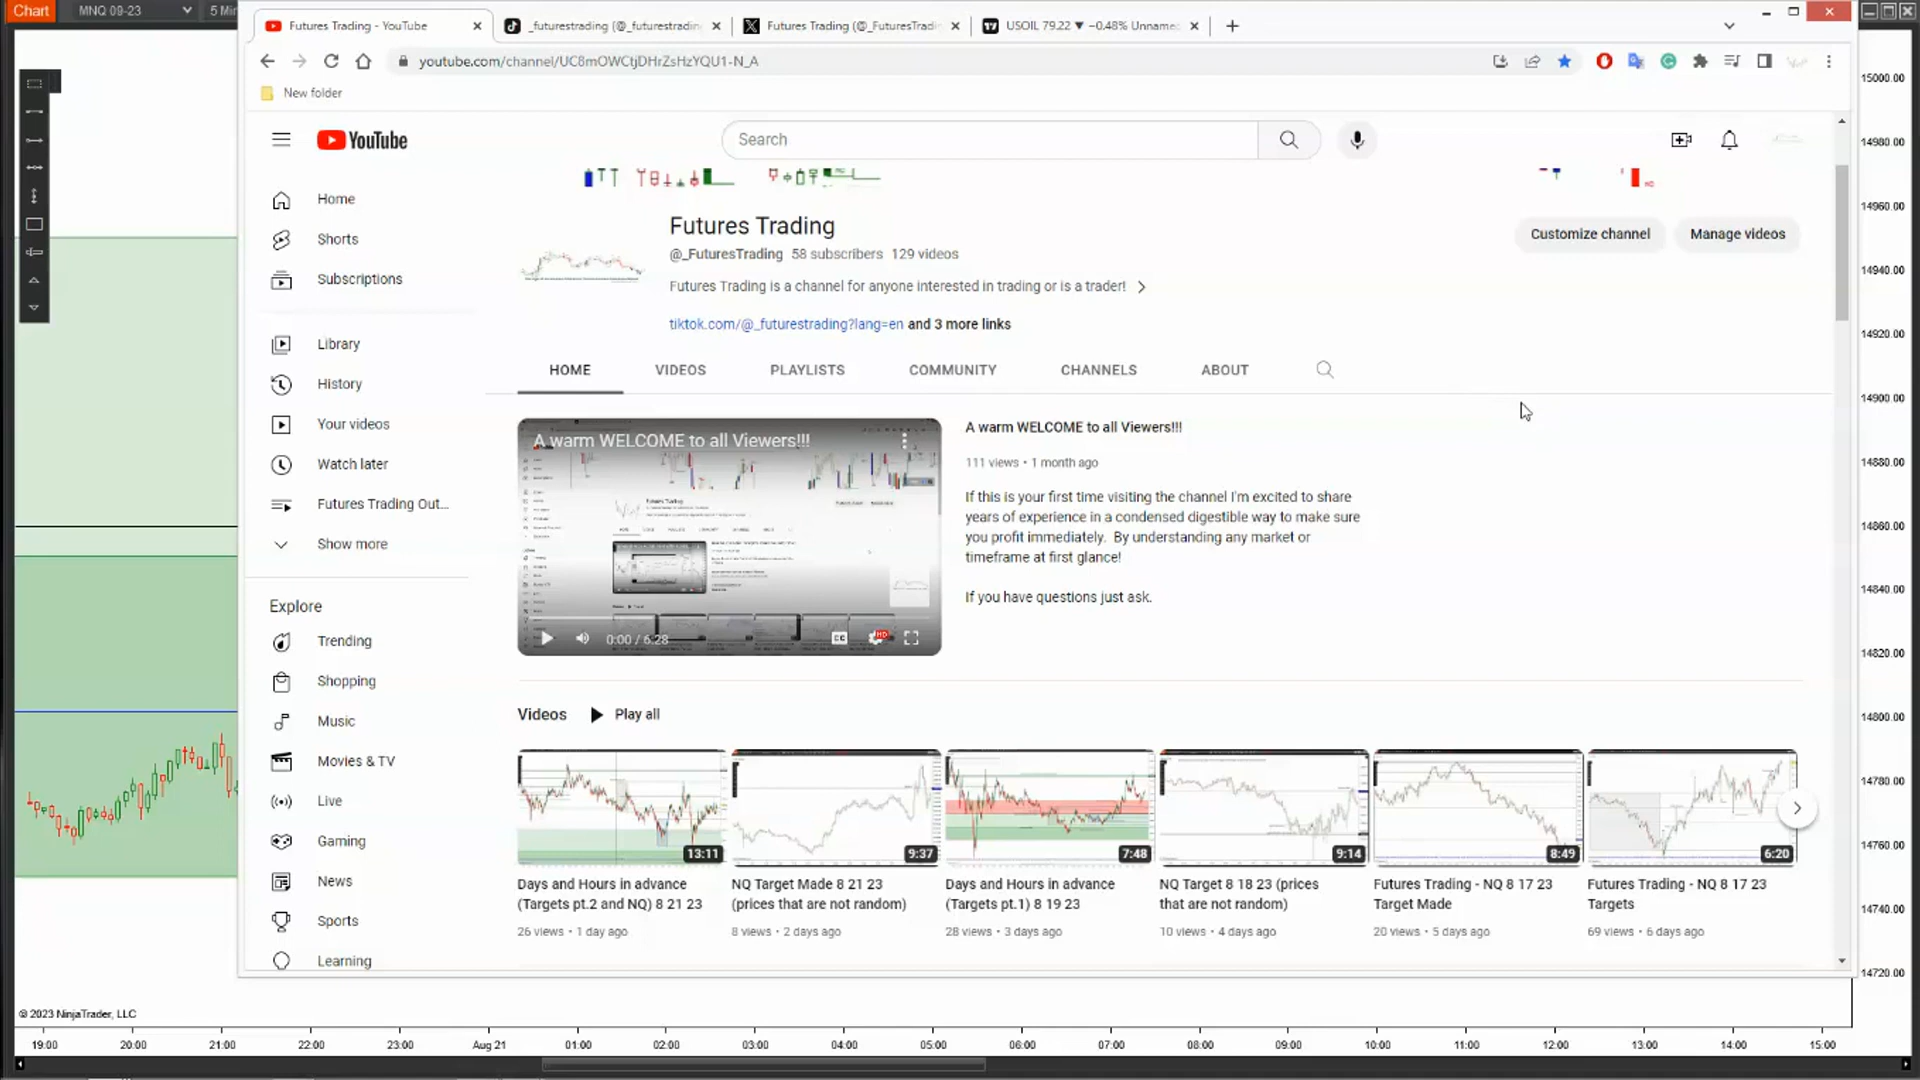 Chart
MNQ 09-23
5 Min
Futures Trading - YouTube
_futurestrading (@_futurestradin
Futures Trading (@_FuturesTradin
USOIL 79.22 ▼ −0.48% Unname
youtube.com/channel/UC8mOWCtjDHrZsHzYQU1-N_A
New folder
YouTube
Search
Home
Shorts
Subscriptions
Library
History
Your videos
Watch later
Futures Trading Out...
Show more
Explore
Trending
Shopping
Music
Movies & TV
Live
Gaming
News
Sports
Learning
Futures Trading
@_FuturesTrading 58 subscribers 129 videos
Futures Trading is a channel for anyone interested in trading or is a trader!
tiktok.com/@_futurestrading?lang=en and 3 more links
Customize channel
Manage videos
HOME
VIDEOS
PLAYLISTS
COMMUNITY
CHANNELS
ABOUT
A warm WELCOME to all Viewers!!!
0:00 / 6:28
CC
HD
A warm WELCOME to all Viewers!!!
111 views • 1 month ago
If this is your first time visiting the channel I'm excited to share
years of experience in a condensed digestible way to make sure
you profit immediately. By understanding any market or
timeframe at first glance!
If you have questions just ask.
Videos
Play all
13:11
9:37
7:48
9:14
8:49
6:20
Days and Hours in advance
(Targets pt.2 and NQ) 8 21 23
26 views • 1 day ago
NQ Target Made 8 21 23
(prices that are not random)
8 views • 2 days ago
Days and Hours in advance
(Targets pt.1) 8 19 23
28 views • 3 days ago
NQ Target 8 18 23 (prices
that are not random)
10 views • 4 days ago
Futures Trading - NQ 8 17 23
Target Made
20 views • 5 days ago
Futures Trading - NQ 8 17 23
Targets
69 views • 6 days ago
15000.00
14980.00
14960.00
14940.00
14920.00
14900.00
14880.00
14860.00
14840.00
14820.00
14800.00
14780.00
14760.00
14740.00
14720.00
© 2023 NinjaTrader, LLC
19:00
20:00
21:00
22:00
23:00
Aug 21
01:00
02:00
03:00
04:00
05:00
06:00
07:00
08:00
09:00
10:00
11:00
12:00
13:00
14:00
15:00